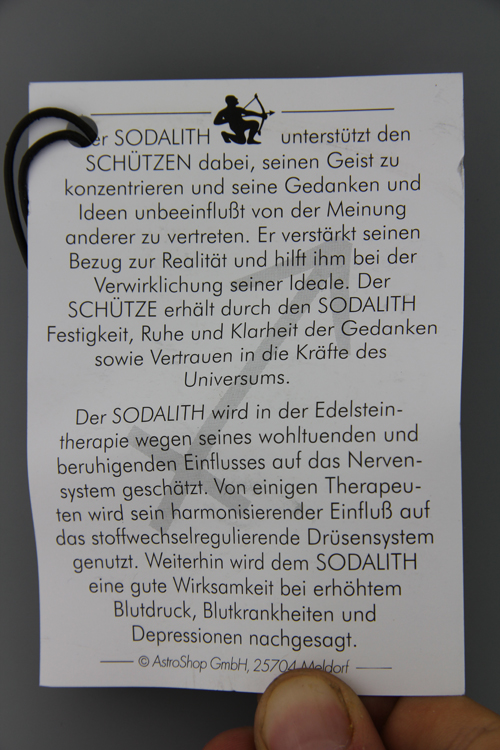 Der SODALITH unterstützt den
SCHÜTZEN dabei, seinen Geist zu
konzentrieren und seine Gedanken und
Ideen unbeeinflußt von der Meinung
anderer zu vertreten. Er verstärkt seinen
Bezug zur Realität und hilft ihm bei der
Verwirklichung seiner Ideale. Der
SCHÜTZE erhält durch den SODALITH
Festigkeit, Ruhe und Klarheit der Gedanken
sowie Vertrauen in die Kräfte des
Universums.
Der SODALITH wird in der Edelstein-
therapie wegen seines wohltuenden und
beruhigenden Einflusses auf das Nerven-
system geschätzt. Von einigen Therapeu-
ten wird sein harmonisierender Einfluß auf
das stoffwechselregulierende Drüsensystem
genutzt. Weiterhin wird dem SODALITH
eine gute Wirksamkeit bei erhöhtem
Blutdruck, Blutkrankheiten und
Depressionen nachgesagt.
© AstroShop GmbH, 25704 Meldorf